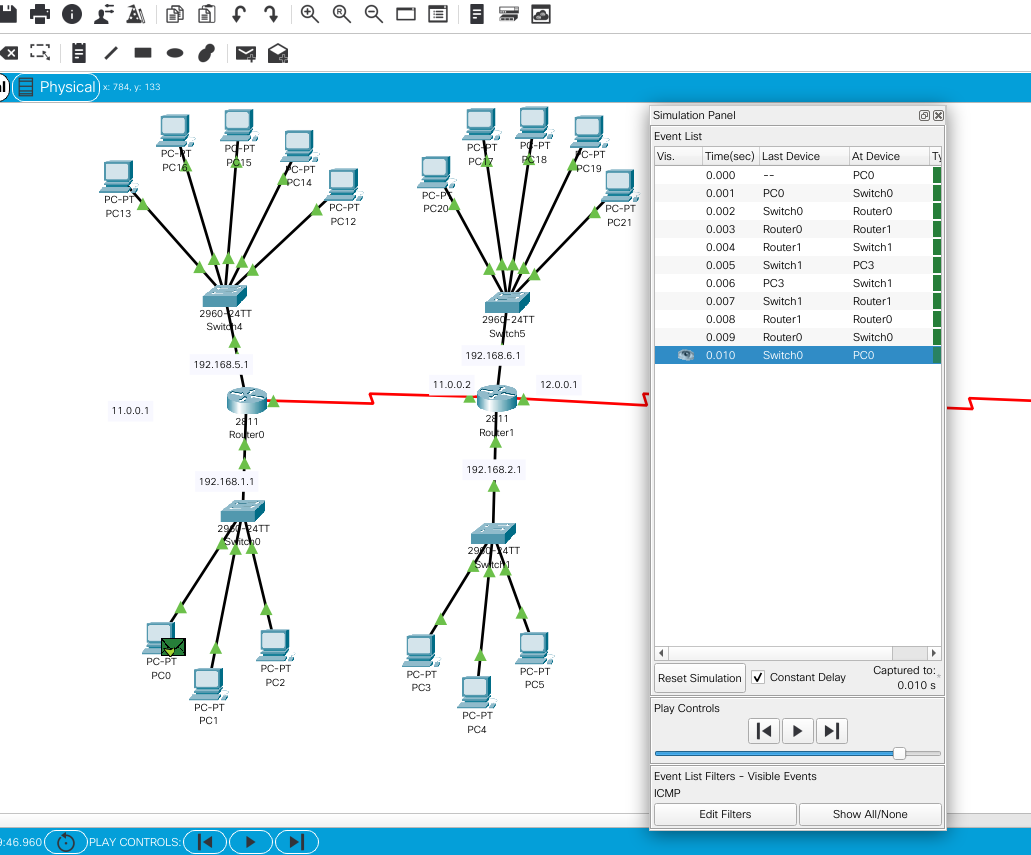 Physical x: 784, y: 133
PC-PT
PC16
PC-PT
PC15
PC-PT
PC14
PC-PT
PC13
PC-PT
PC12
PC-PT
PC17
PC-PT
PC18
PC-PT
PC19
PC-PT
PC20
PC-PT
PC21
2960-24TT
Switch4
2960-24TT
Switch5
192.168.5.1
192.168.6.1
11.0.0.2
12.0.0.1
11.0.0.1
2811
Router0
2811
Router1
192.168.1.1
192.168.2.1
2960-24TT
Switch0
2960-24TT
Switch1
PC-PT
PC0
PC-PT
PC1
PC-PT
PC2
PC-PT
PC3
PC-PT
PC4
PC-PT
PC5
Simulation Panel
Event List
Vis. Time(sec) Last Device At Device Ty
0.000 -- PC0
0.001 PC0 Switch0
0.002 Switch0 Router0
0.003 Router0 Router1
0.004 Router1 Switch1
0.005 Switch1 PC3
0.006 PC3 Switch1
0.007 Switch1 Router1
0.008 Router1 Router0
0.009 Router0 Switch0
0.010 Switch0 PC0
Reset Simulation Constant Delay Captured to:
0.010 s
Play Controls
Event List Filters - Visible Events
ICMP
Edit Filters Show All/None
9:46.960 PLAY CONTROLS: